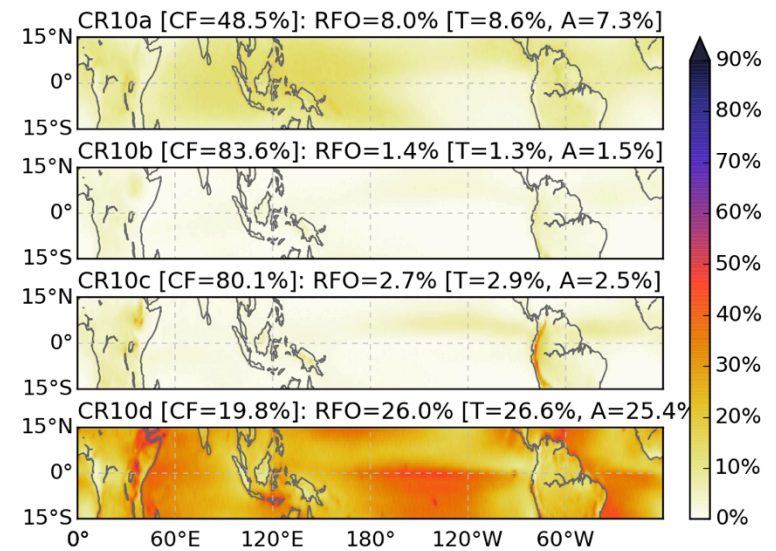 CR10a [CF=48.5%]: RFO=8.0% [T=8.6%, A=7.3%]
15°N
0°
15°S
CR10b [CF=83.6%]: RFO=1.4% [T=1.3%, A=1.5%]
15°N
0°
15°S
CR10c [CF=80.1%]: RFO=2.7% [T=2.9%, A=2.5%]
15°N
0°
15°S
CR10d [CF=19.8%]: RFO=26.0% [T=26.6%, A=25.4%
15°N
0°
15°S
0° 60°E 120°E 180° 120°W 60°W
90%
80%
70%
60%
50%
40%
30%
20%
10%
0%